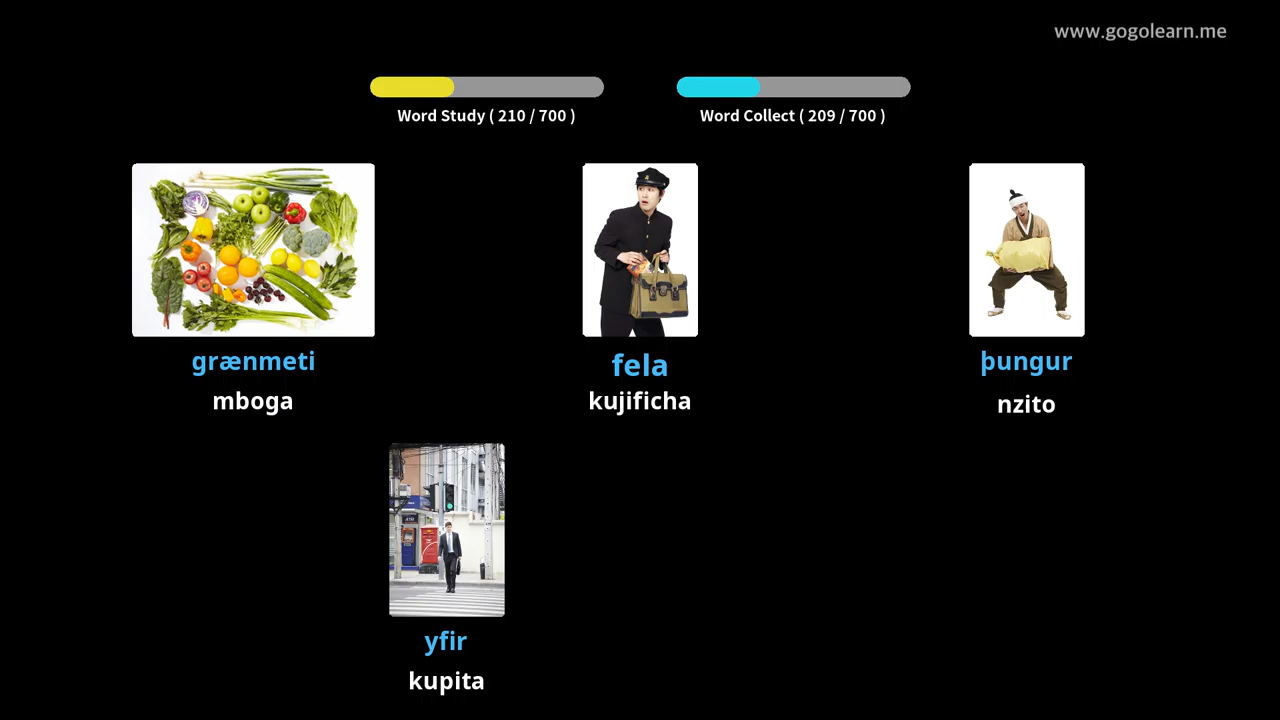 www.gogolearn.me
Word Study ( 210 / 700 )
Word Collect ( 209 / 700 )
grænmeti
mboga
fela
kujificha
þungur
nzito
yfir
kupita